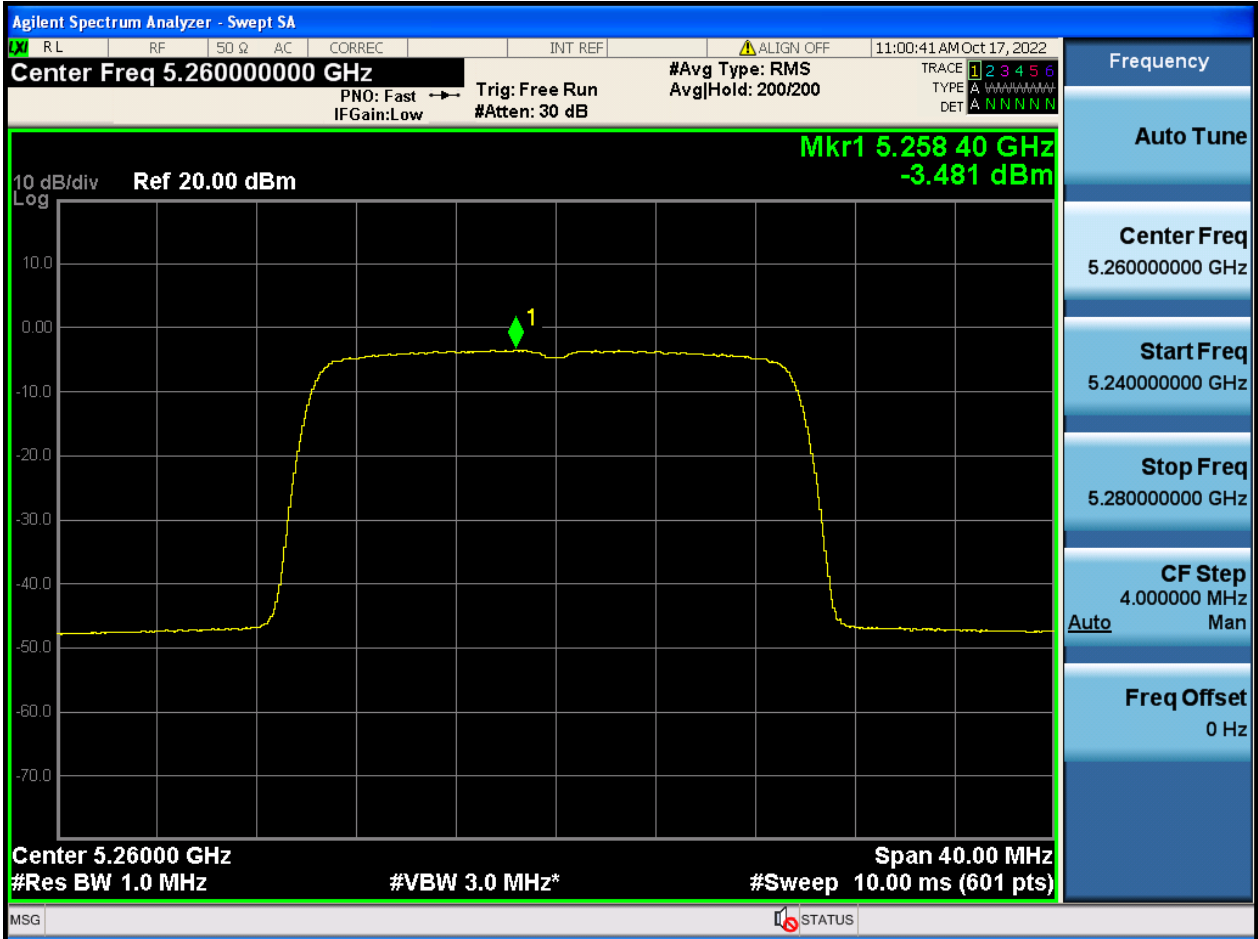 Agilent Spectrum Analyzer - Swept SA
LXI RL RF 50 Ω AC CORREC INT REF ALIGN OFF 11:00:41 AM Oct 17, 2022
Center Freq 5.260000000 GHz
PNO: Fast
IFGain:Low
Trig: Free Run
#Atten: 30 dB
#Avg Type: RMS
Avg|Hold: 200/200
TRACE 1 2 3 4 5 6
TYPE A WWWWW
DET A N N N N N
Mkr1 5.258 40 GHz
-3.481 dBm
10 dB/div Ref 20.00 dBm
Log
10.0
0.00
-10.0
-20.0
-30.0
-40.0
-50.0
-60.0
-70.0
1
Center 5.26000 GHz Span 40.00 MHz
#Res BW 1.0 MHz #VBW 3.0 MHz* #Sweep 10.00 ms (601 pts)
MSG STATUS
Frequency
Auto Tune
Center Freq
5.260000000 GHz
Start Freq
5.240000000 GHz
Stop Freq
5.280000000 GHz
CF Step
4.000000 MHz
Auto Man
Freq Offset
0 Hz